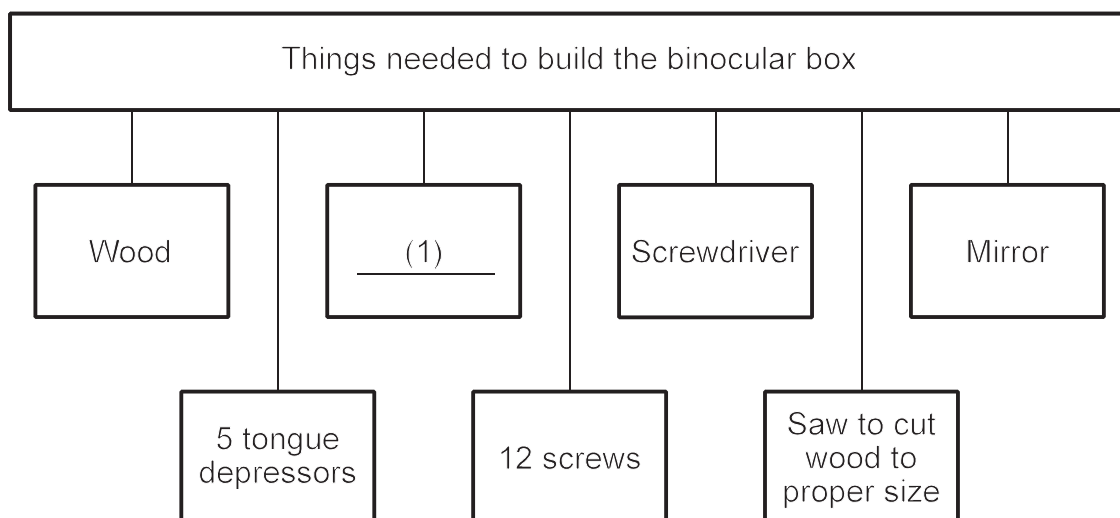 Things needed to build the binocular box
Wood
(1)
Screwdriver
Mirror
5 tongue
depressors
12 screws
Saw to cut
wood to
proper size